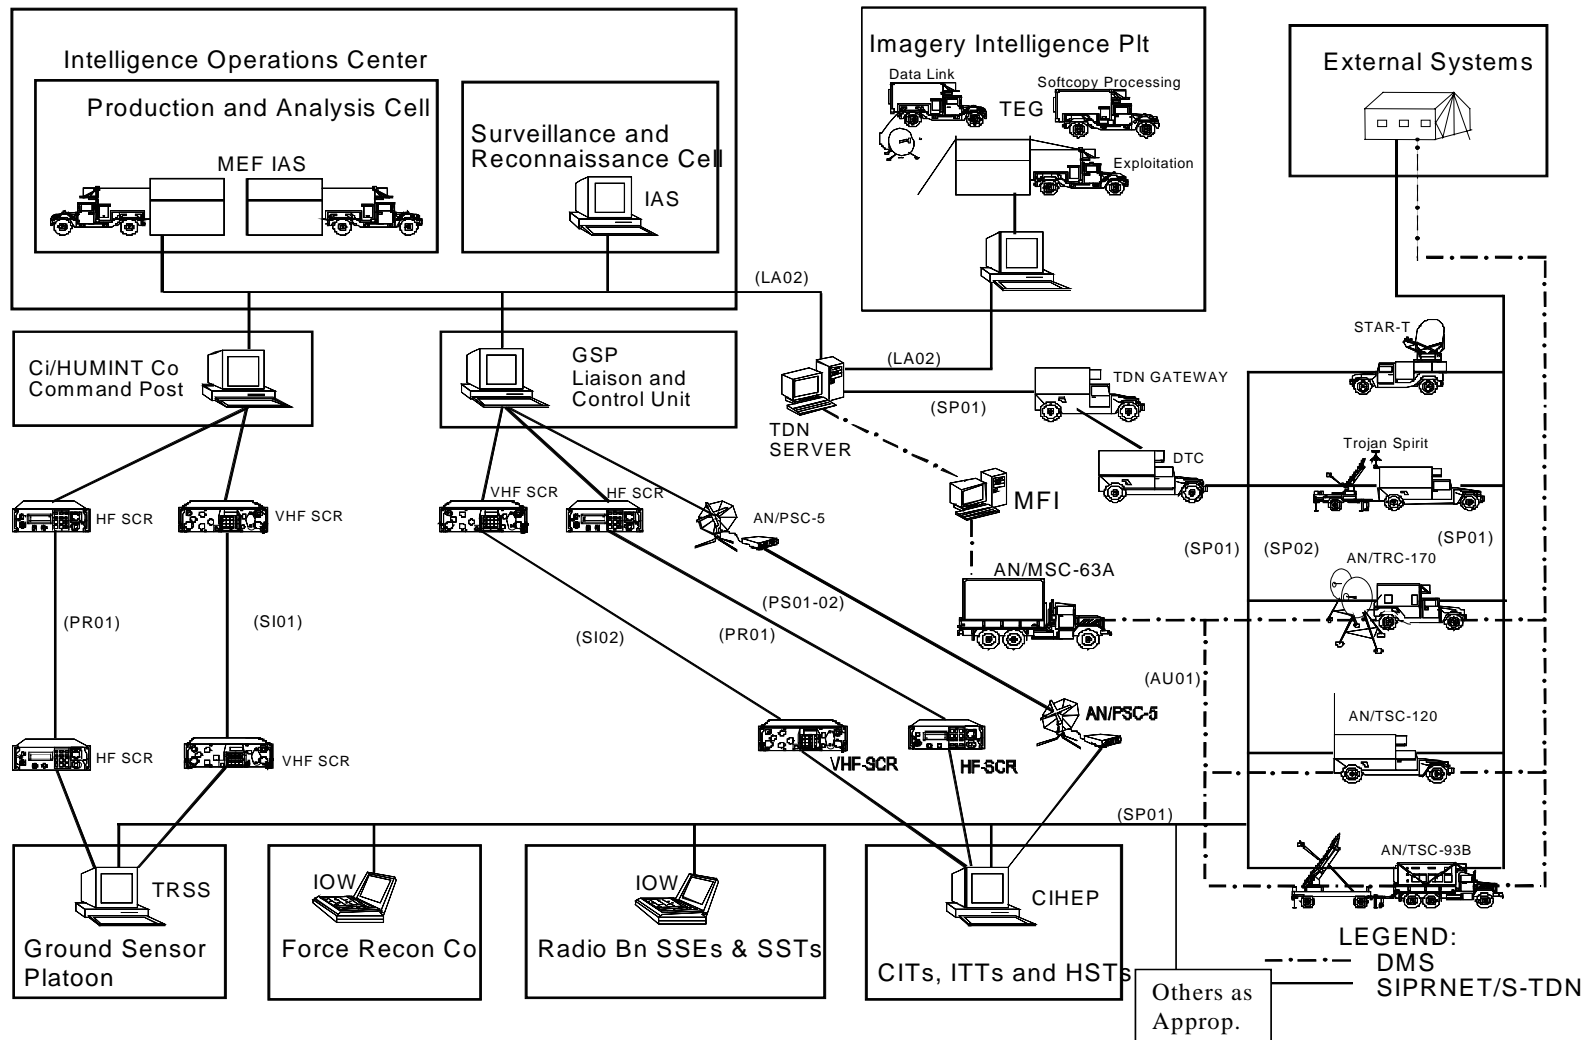 Intelligence Operations Center
Production and Analysis Cell
MEF IAS
Surveillance and
Reconnaissance Cell
IAS
(LA02)
Imagery Intelligence Plt
Data Link
Softcopy Processing
TEG
Exploitation
External Systems
Ci/HUMINT Co
Command Post
GSP
Liaison and
Control Unit
(LA02)
TDN GATEWAY
(SP01)
TDN
SERVER
DTC
MFI
STAR-T
Trojan Spirit
HF SCR
VHF SCR
VHF SCR
HF SCR
AN/PSC-5
(SP01)
(SP02)
(SP01)
AN/MSC-63A
AN/TRC-170
(PR01)
(SI01)
(SI02)
(PR01)
(PS01-02)
(AU01)
HF SCR
VHF SCR
VHF-SCR
HF-SCR
AN/PSC-5
AN/TSC-120
(SP01)
AN/TSC-93B
TRSS
Ground Sensor
Platoon
IOW
Force Recon Co
IOW
Radio Bn SSEs & SSTs
CIHEP
CITs, ITTs and HSTs
Others as
Approp.
LEGEND:
DMS
SIPRNET/S-TDN